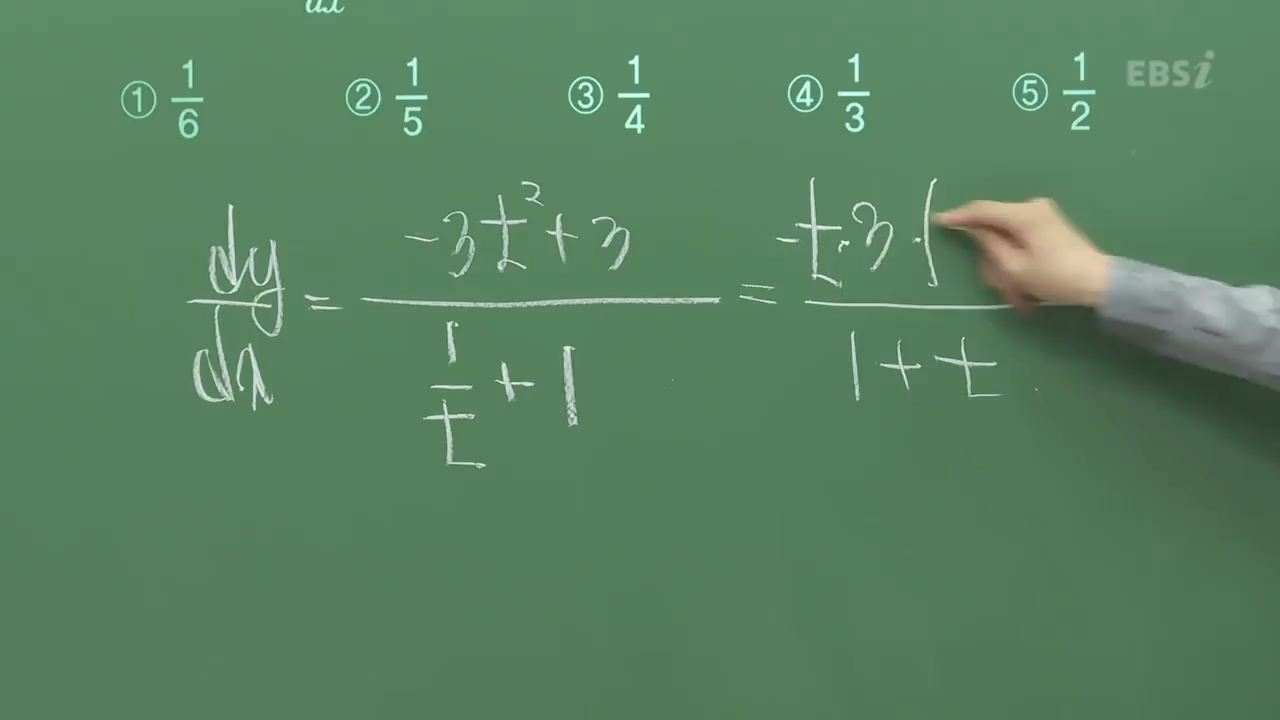 dx
① 1/6 ② 1/5 ③ 1/4 ④ 1/3 ⑤ 1/2
EBSi
dy/dx = (-3t²+3)/(1/t+1) = (-t·3·()/(1+t)